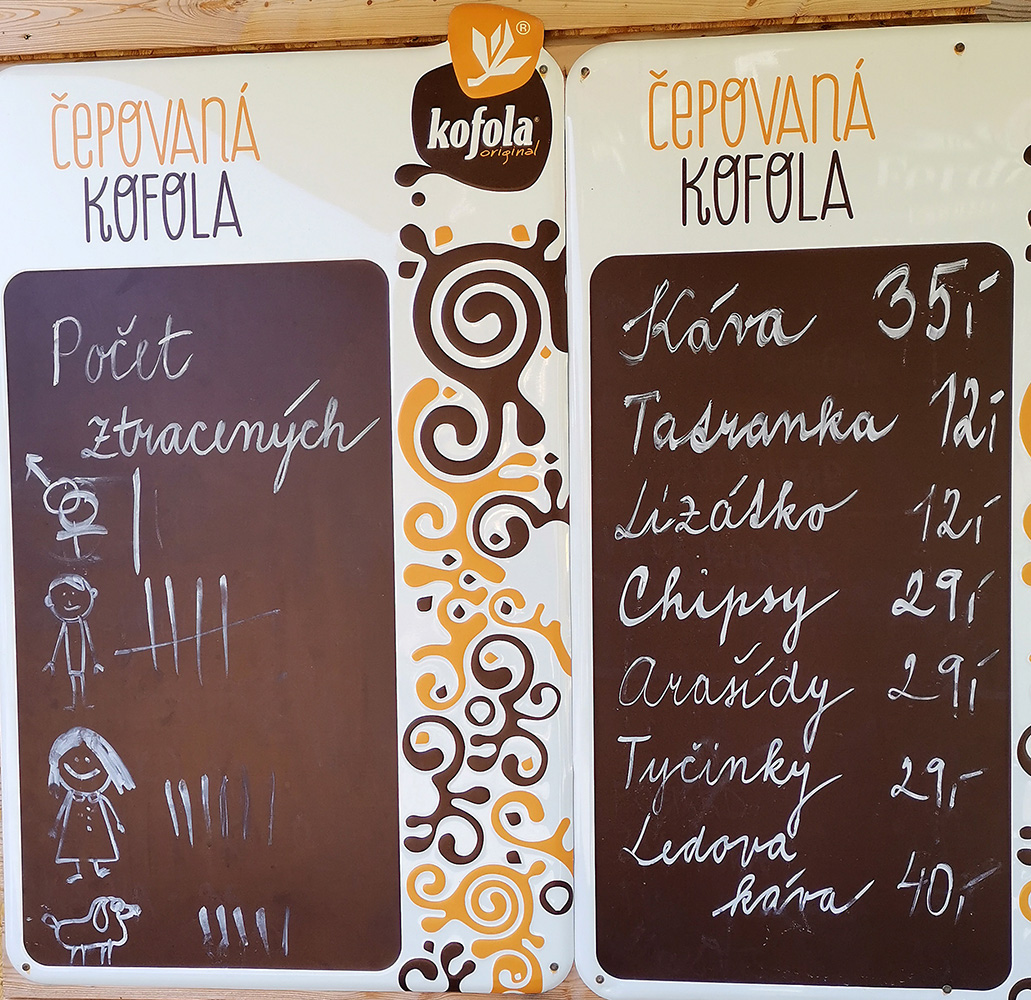 ČEPOVANÁ
KOFOLA
kofola
original
®
Počet
ztracených
ČEPOVANÁ
KOFOLA
Káva 35,-
Tatranka 12,-
Lízátko 12,-
Chipsy 29,-
Arašídy 29,-
Tyčinky 29,-
Ledova
káva 40,-